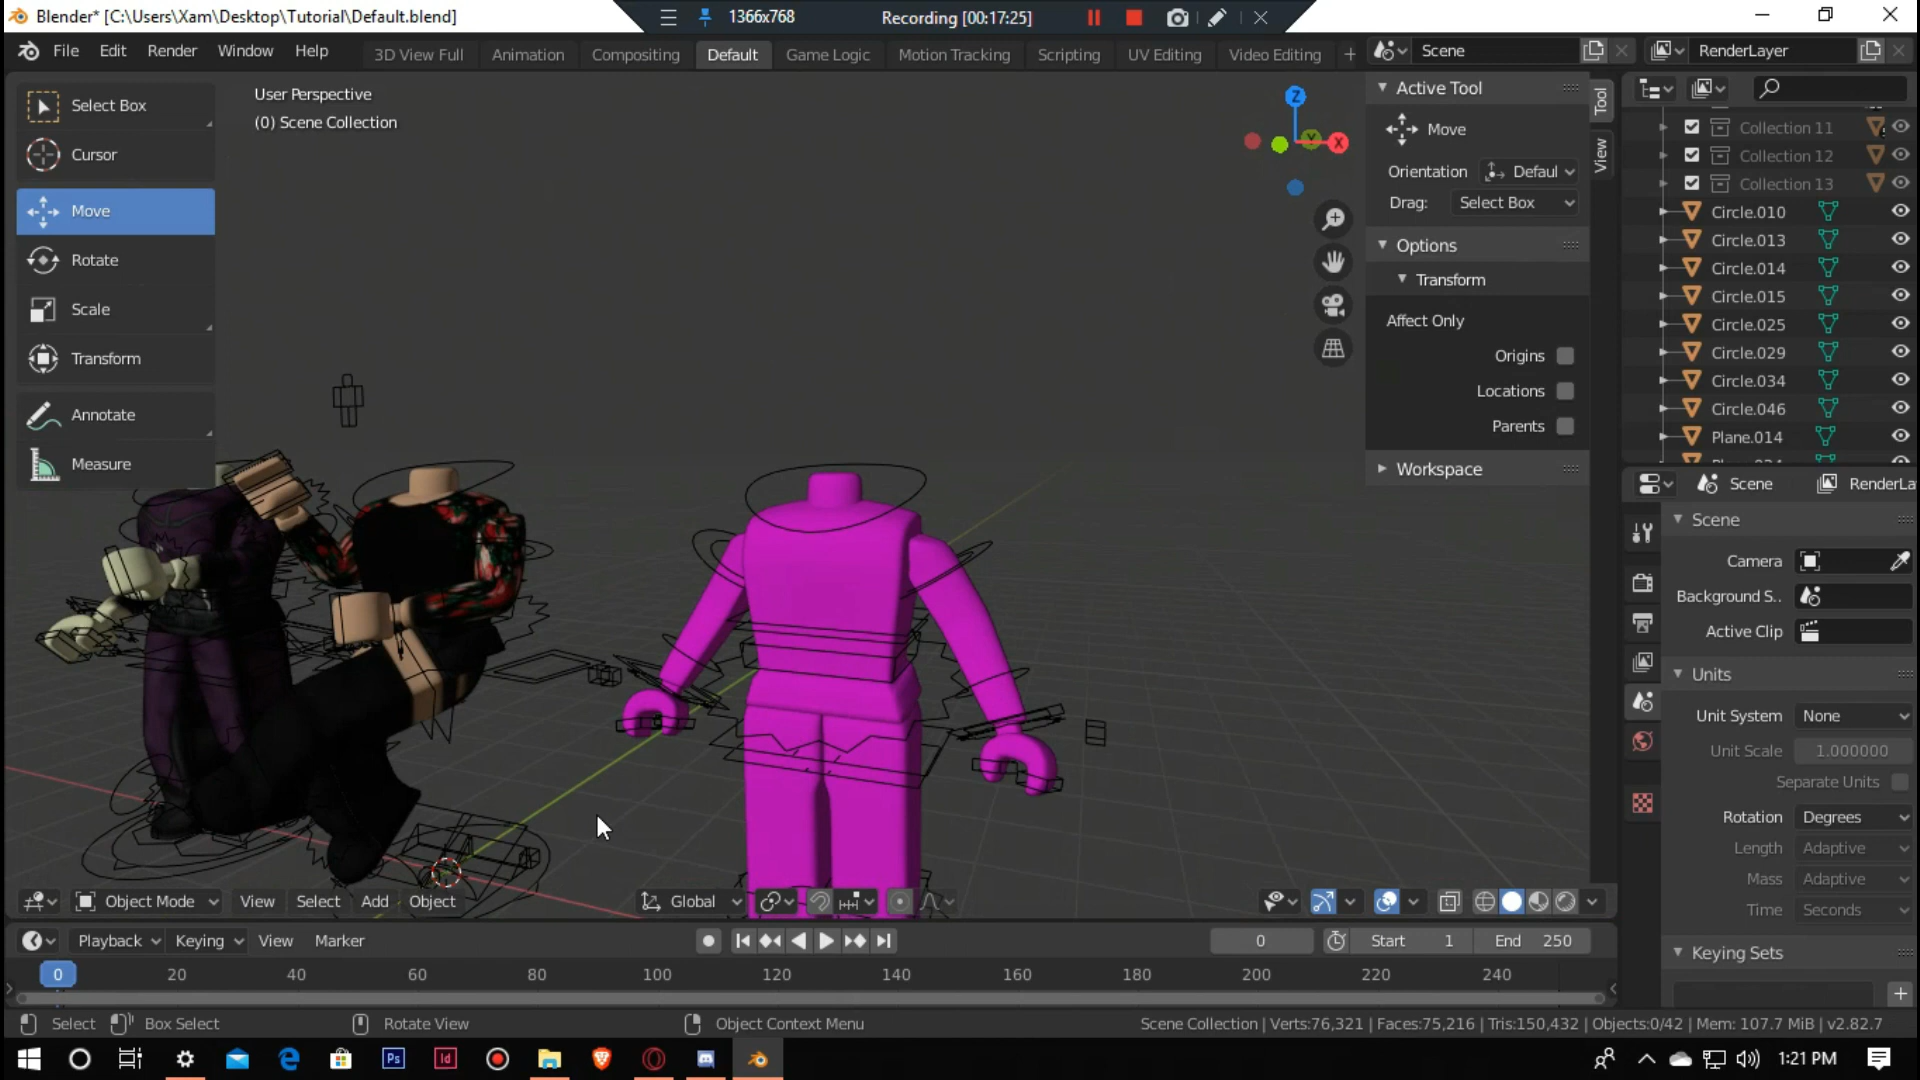 Blender* [C:\Users\Xam\Desktop\Tutorial\Default.blend]
1366x768
Recording [00:17:25]
File Edit Render Window Help
3D View Full Animation Compositing Default Game Logic Motion Tracking Scripting UV Editing Video Editing +
Scene
RenderLayer
Select Box
Cursor
Move
Rotate
Scale
Transform
Annotate
Measure
User Perspective
(0) Scene Collection
Z
Y
X
Active Tool
Move
Orientation Defaul
Drag: Select Box
Options
Transform
Affect Only
Origins
Locations
Parents
Workspace
Tool
View
Collection 11
Collection 12
Collection 13
Circle.010
Circle.013
Circle.014
Circle.015
Circle.025
Circle.029
Circle.034
Circle.046
Plane.014
Scene RenderLa
Scene
Camera
Background S..
Active Clip
Units
Unit System None
Unit Scale 1.000000
Separate Units
Rotation Degrees
Length Adaptive
Mass Adaptive
Time Seconds
Keying Sets
+
Object Mode View Select Add Object
Global
Playback Keying View Marker
0
Start 1
End 250
0 20 40 60 80 100 120 140 160 180 200 220 240
Select Box Select Rotate View Object Context Menu
Scene Collection | Verts:76,321 | Faces:75,216 | Tris:150,432 | Objects:0/42 | Mem: 107.7 MiB | v2.82.7
Ps
Id
1:21 PM